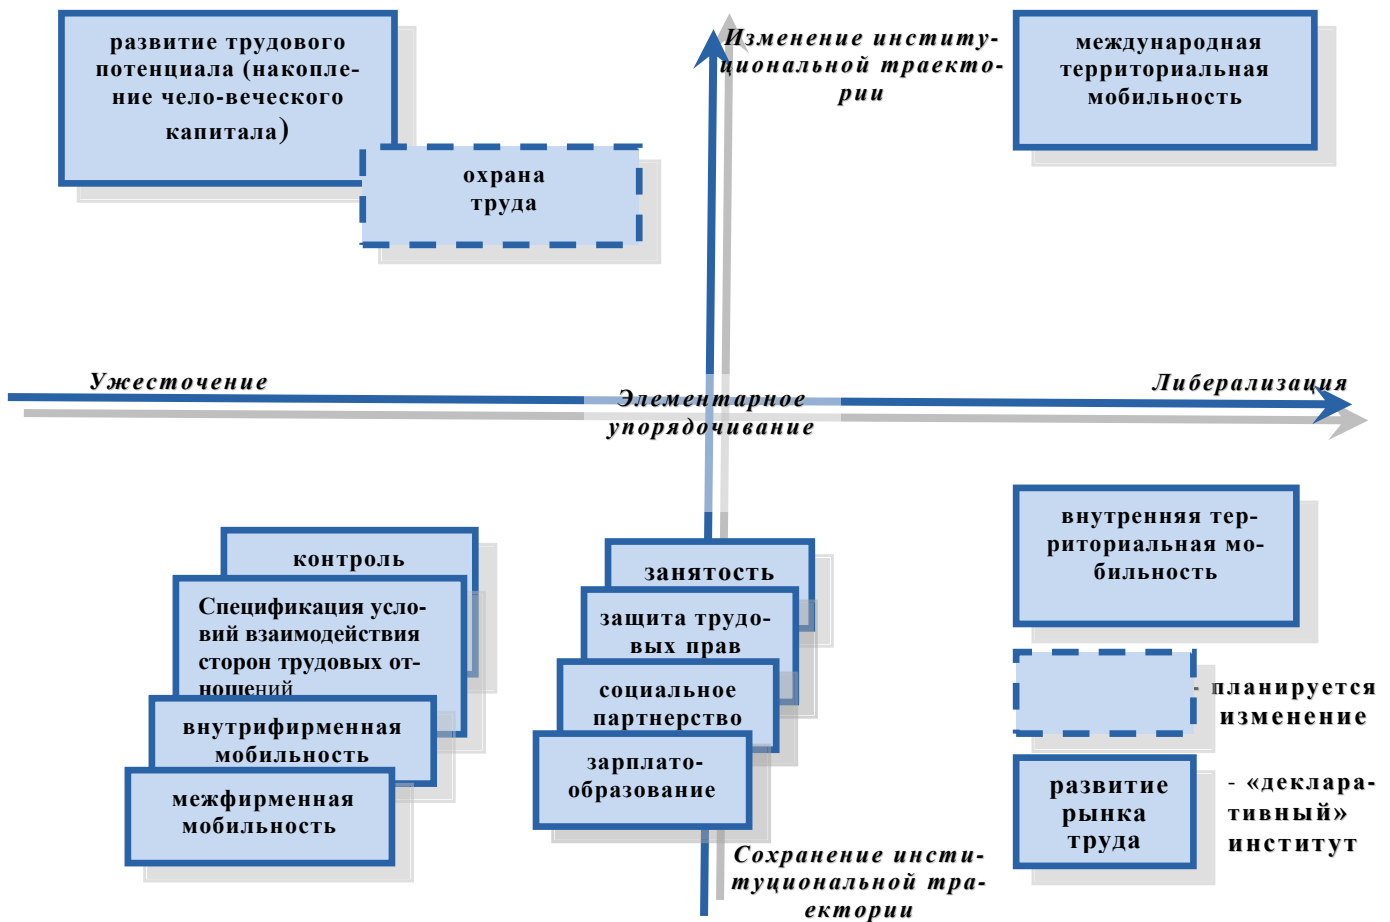 развитие трудового
потенциала (накопле-
ние чело-веческого
капитала)
охрана
труда
Изменение институ-
циональной траекто-
рии
международная
территориальная
мобильность
Ужесточение
Элементарное
упорядочивание
Либерализация
контроль
Спецификация усло-
вий взаимодействия
сторон трудовых от-
ношений
внутрифирменная
мобильность
межфирменная
мобильность
занятость
защита трудо-
вых прав
социальное
партнерство
зарплато-
образование
внутренняя тер-
риториальная мо-
бильность
- планируется
изменение
развитие
рынка
труда
- «деклара-
тивный»
институт
Сохранение инсти-
туциональной тра-
ектории